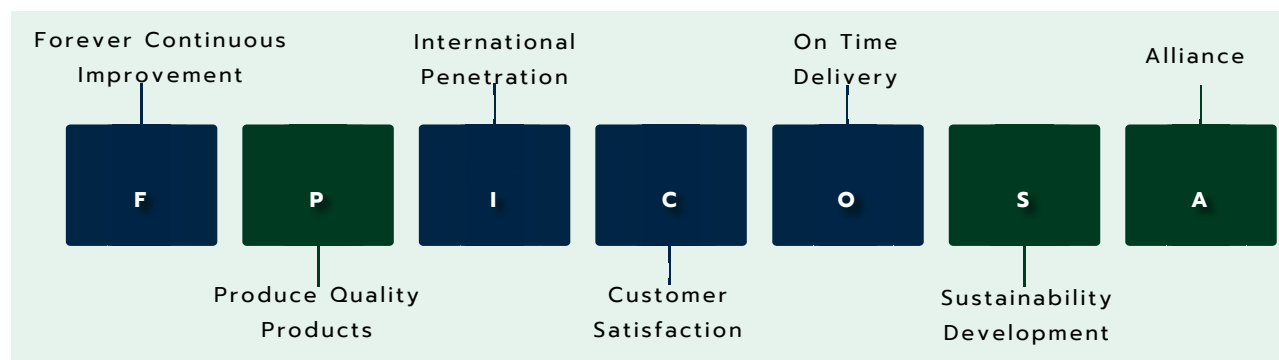 Forever Continuous
Improvement
International
Penetration
On Time
Delivery
Alliance
F
P
I
C
O
S
A
Produce Quality
Products
Customer
Satisfaction
Sustainability
Development